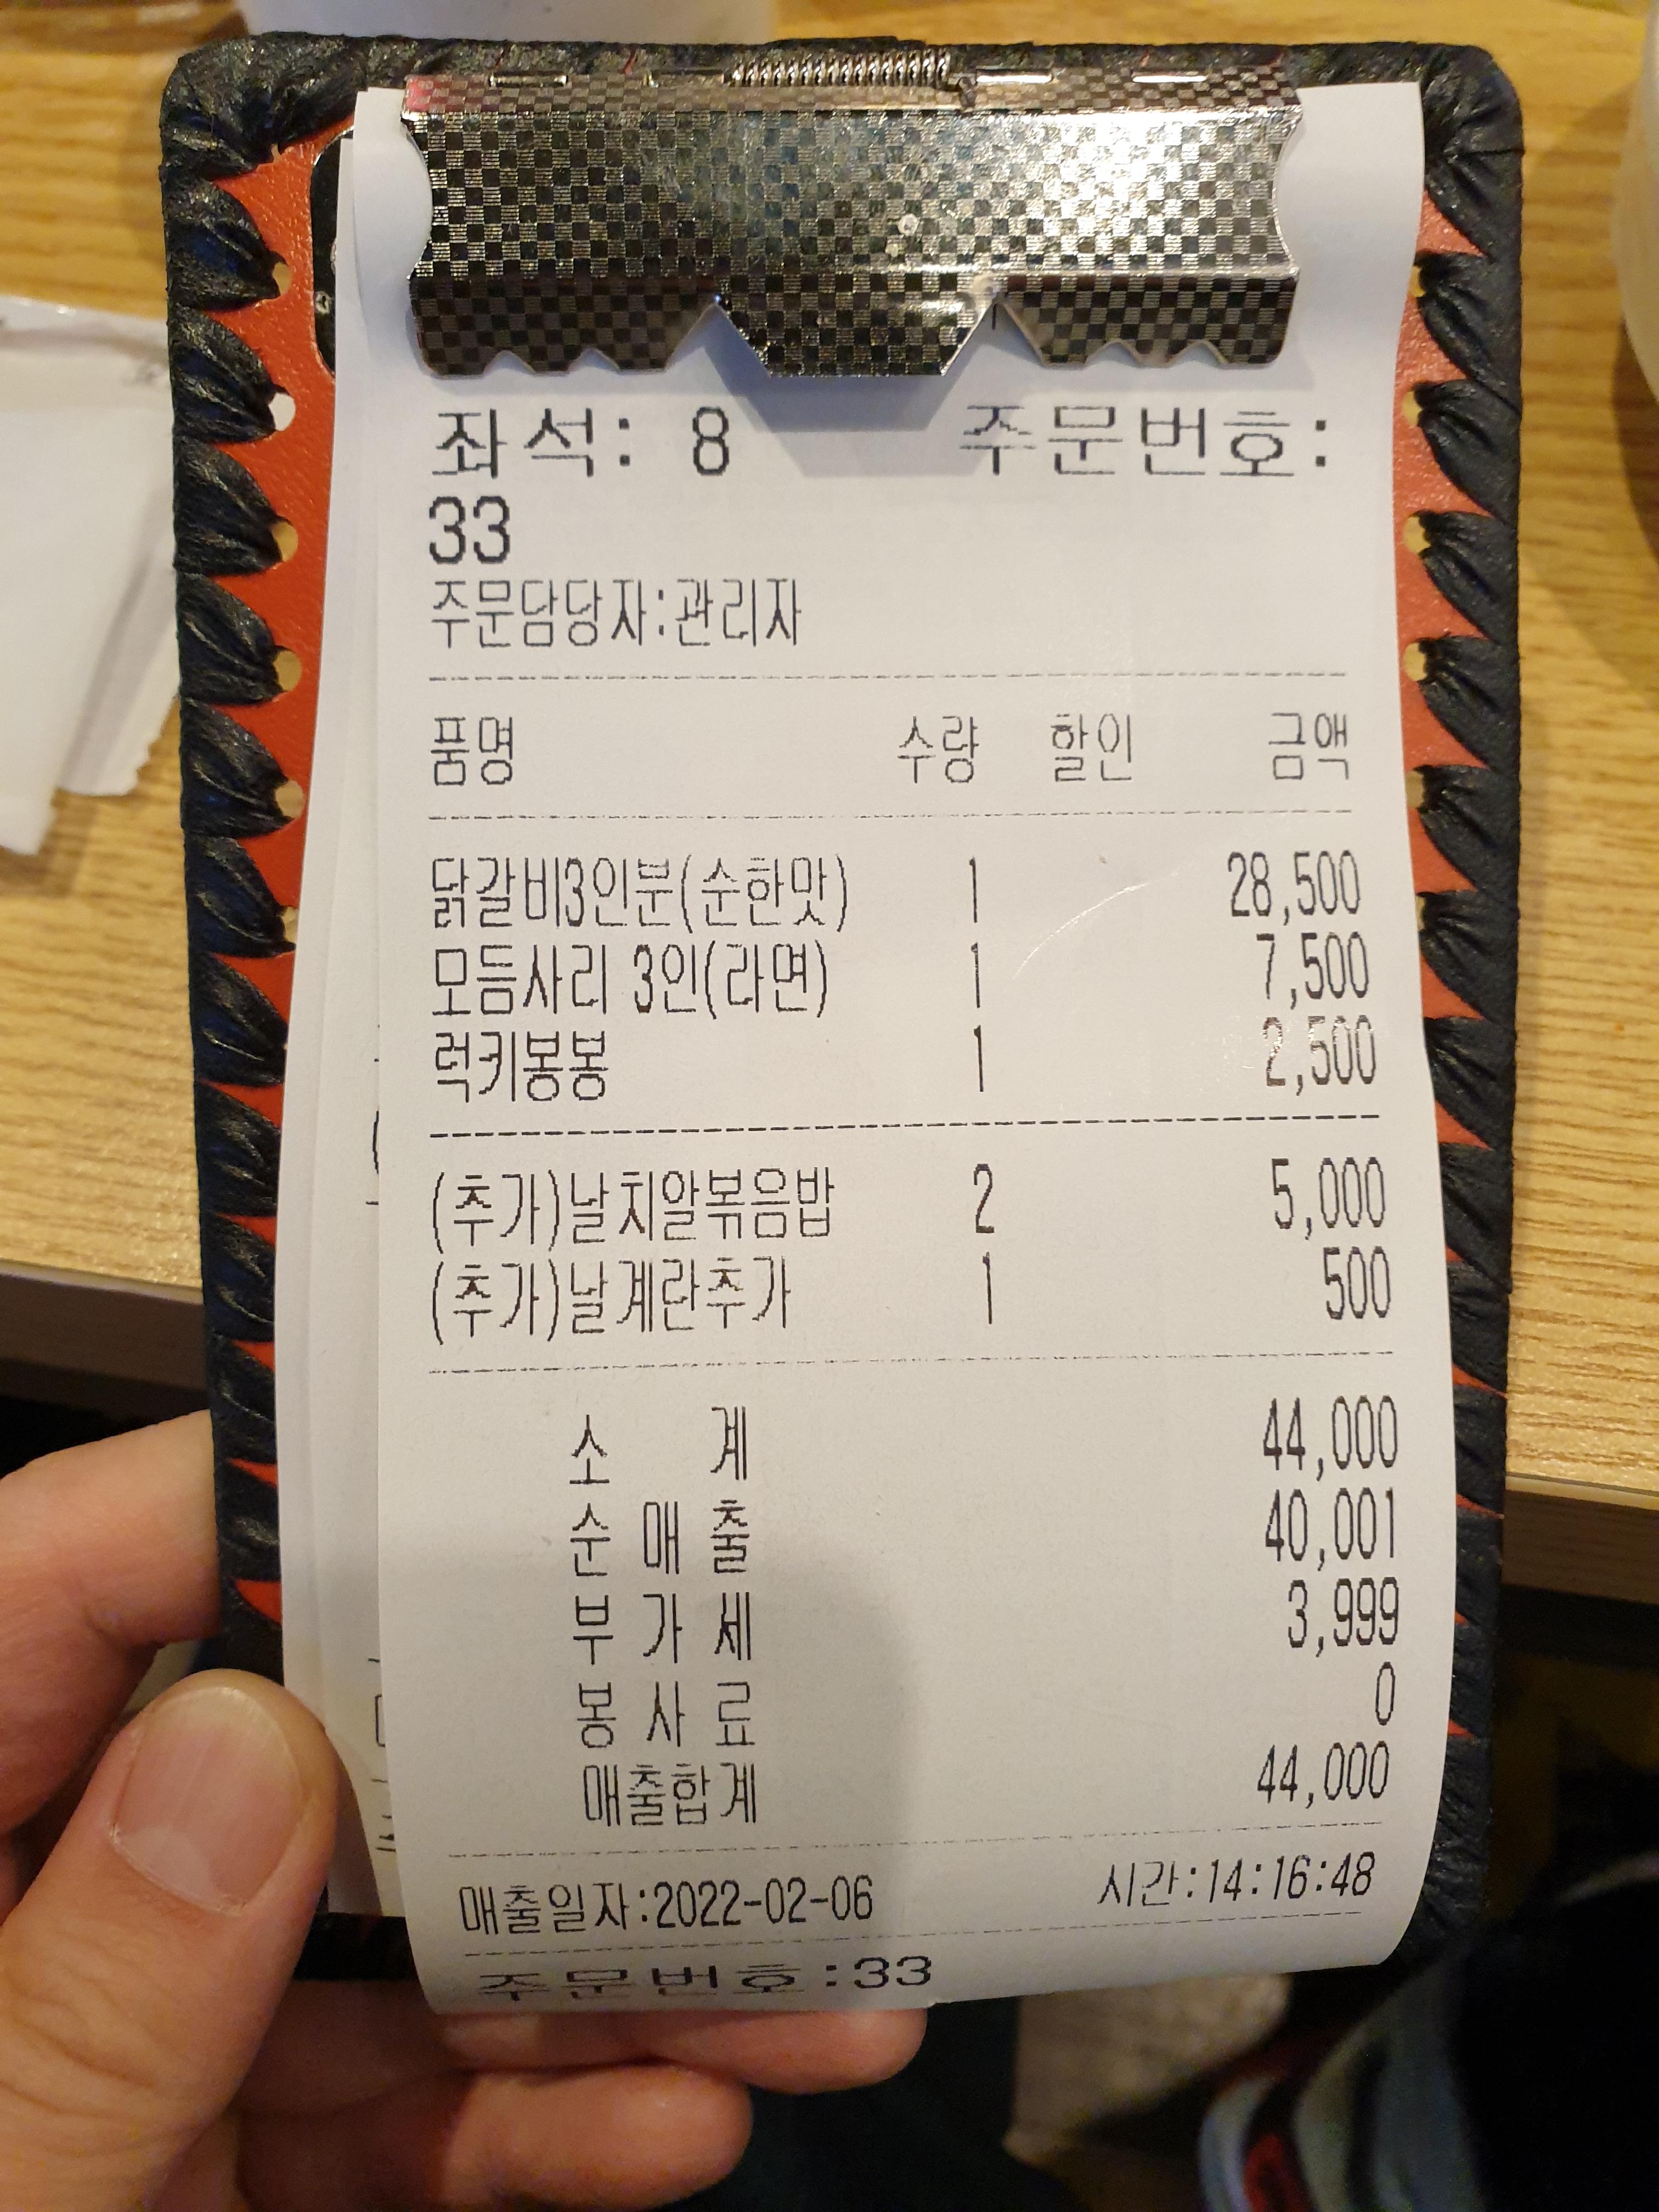 좌석: 8 주문번호:
33
주문담당자:관리자
품명 수량 할인 금액
닭갈비3인분(순한맛) 1 28,500
모듬사리 3인(라면) 1 7,500
럭키봉봉 1 2,500
(추가)날치알볶음밥 2 5,000
(추가)날계란추가 1 500
소 계 44,000
순 매 출 40,001
부 가 세 3,999
봉 사 료 0
매출합계 44,000
매출일자:2022-02-06 시간:14:16:48
주문번호:33